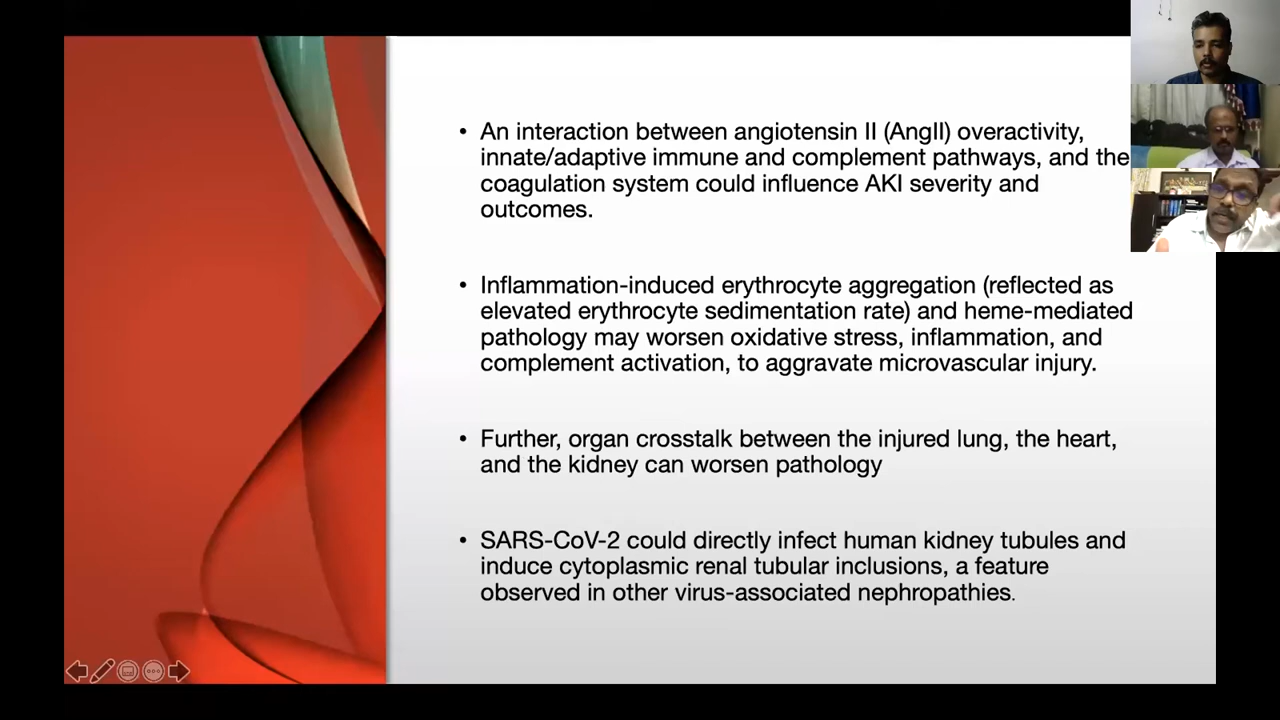 • An interaction between angiotensin II (AngII) overactivity,
innate/adaptive immune and complement pathways, and the
coagulation system could influence AKI severity and
outcomes.
• Inflammation-induced erythrocyte aggregation (reflected as
elevated erythrocyte sedimentation rate) and heme-mediated
pathology may worsen oxidative stress, inflammation, and
complement activation, to aggravate microvascular injury.
• Further, organ crosstalk between the injured lung, the heart,
and the kidney can worsen pathology
• SARS-CoV-2 could directly infect human kidney tubules and
induce cytoplasmic renal tubular inclusions, a feature
observed in other virus-associated nephropathies.